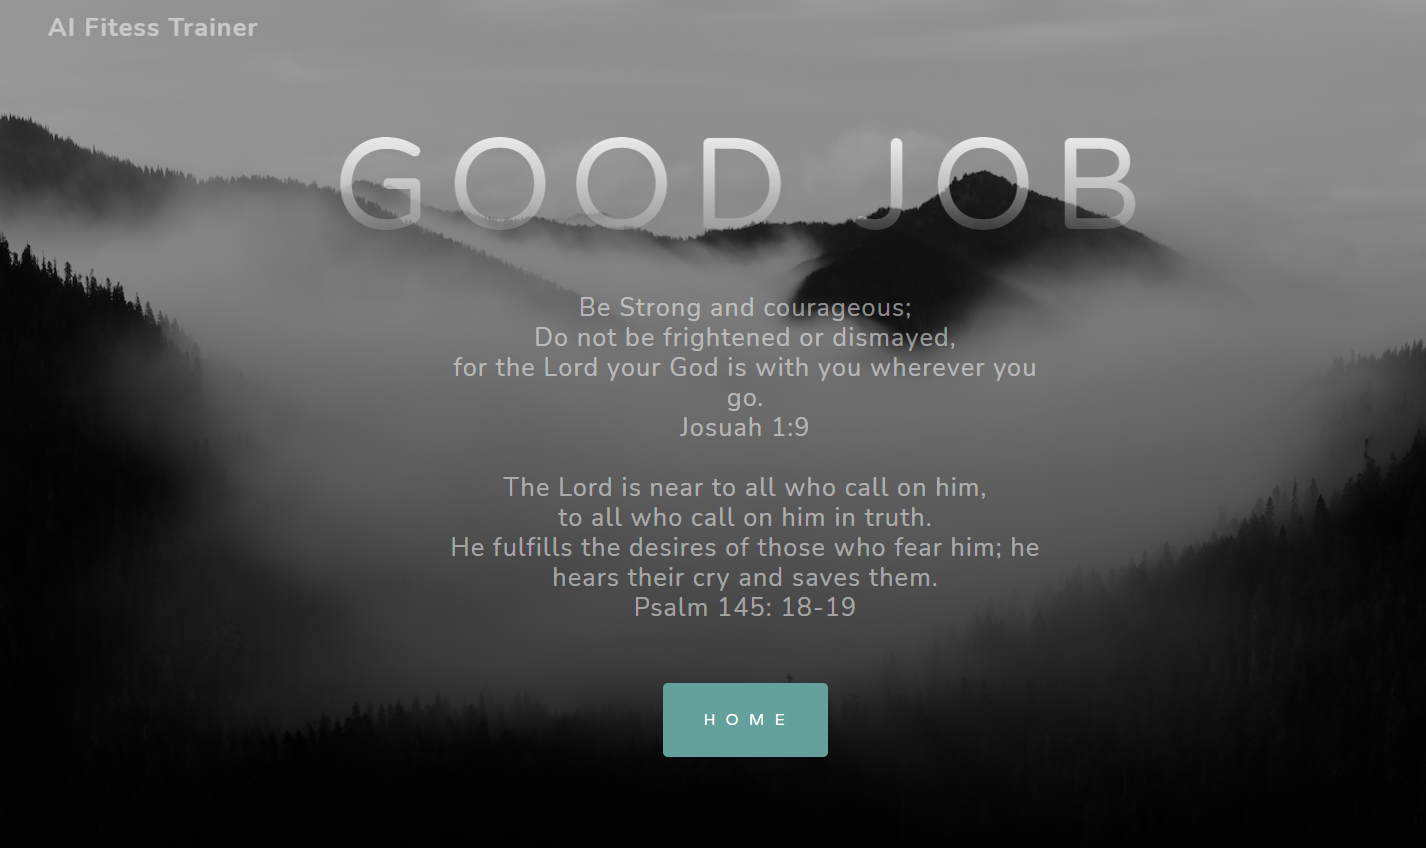 AI Fitess Trainer
GOOD JOB
Be Strong and courageous;
Do not be frightened or dismayed,
for the Lord your God is with you wherever you
go.
Josuah 1:9
The Lord is near to all who call on him,
to all who call on him in truth.
He fulfills the desires of those who fear him; he
hears their cry and saves them.
Psalm 145: 18-19
HOME